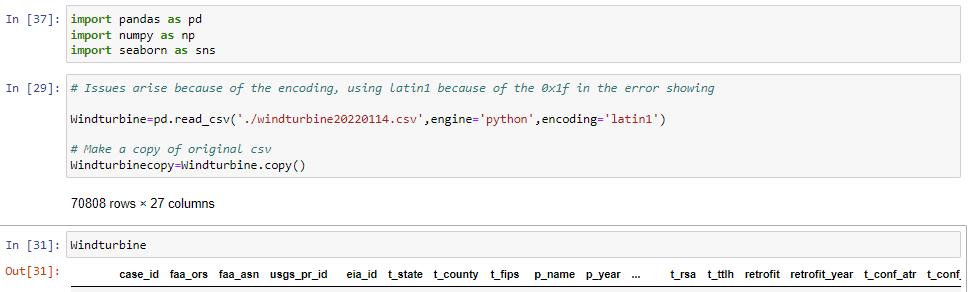 In [37]: import pandas as pd
import numpy as np
import seaborn as sns
In [29]: # Issues arise because of the encoding, using latin1 because of the 0x1f in the error showing
Windturbine=pd.read_csv('./windturbine20220114.csv',engine='python',encoding='latin1')
# Make a copy of original csv
Windturbinecopy=Windturbine.copy()
70808 rows × 27 columns
In [31]: Windturbine
Out[31]: case_id faa_ors faa_asn usgs_pr_id eia_id t_state t_county t_fips p_name p_year ... t_rsa t_ttlh retrofit retrofit_year t_conf_atr t_conf_